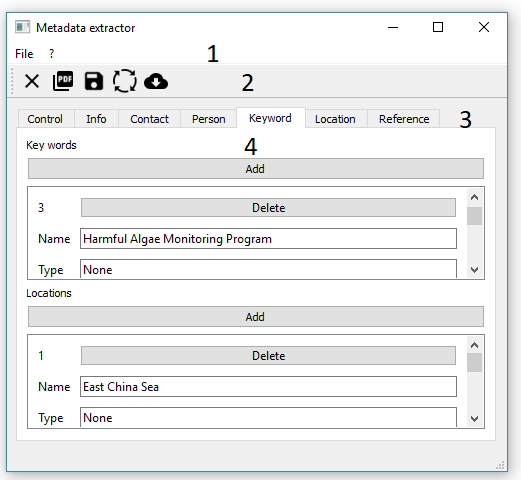 Metadata extractor
File ?
1
PDF
2
Control Info Contact Person Keyword Location Reference
3
Key words
4
Add
3 Delete
Name Harmful Algae Monitoring Program
Type None
Locations
Add
1 Delete
Name East China Sea
Type None